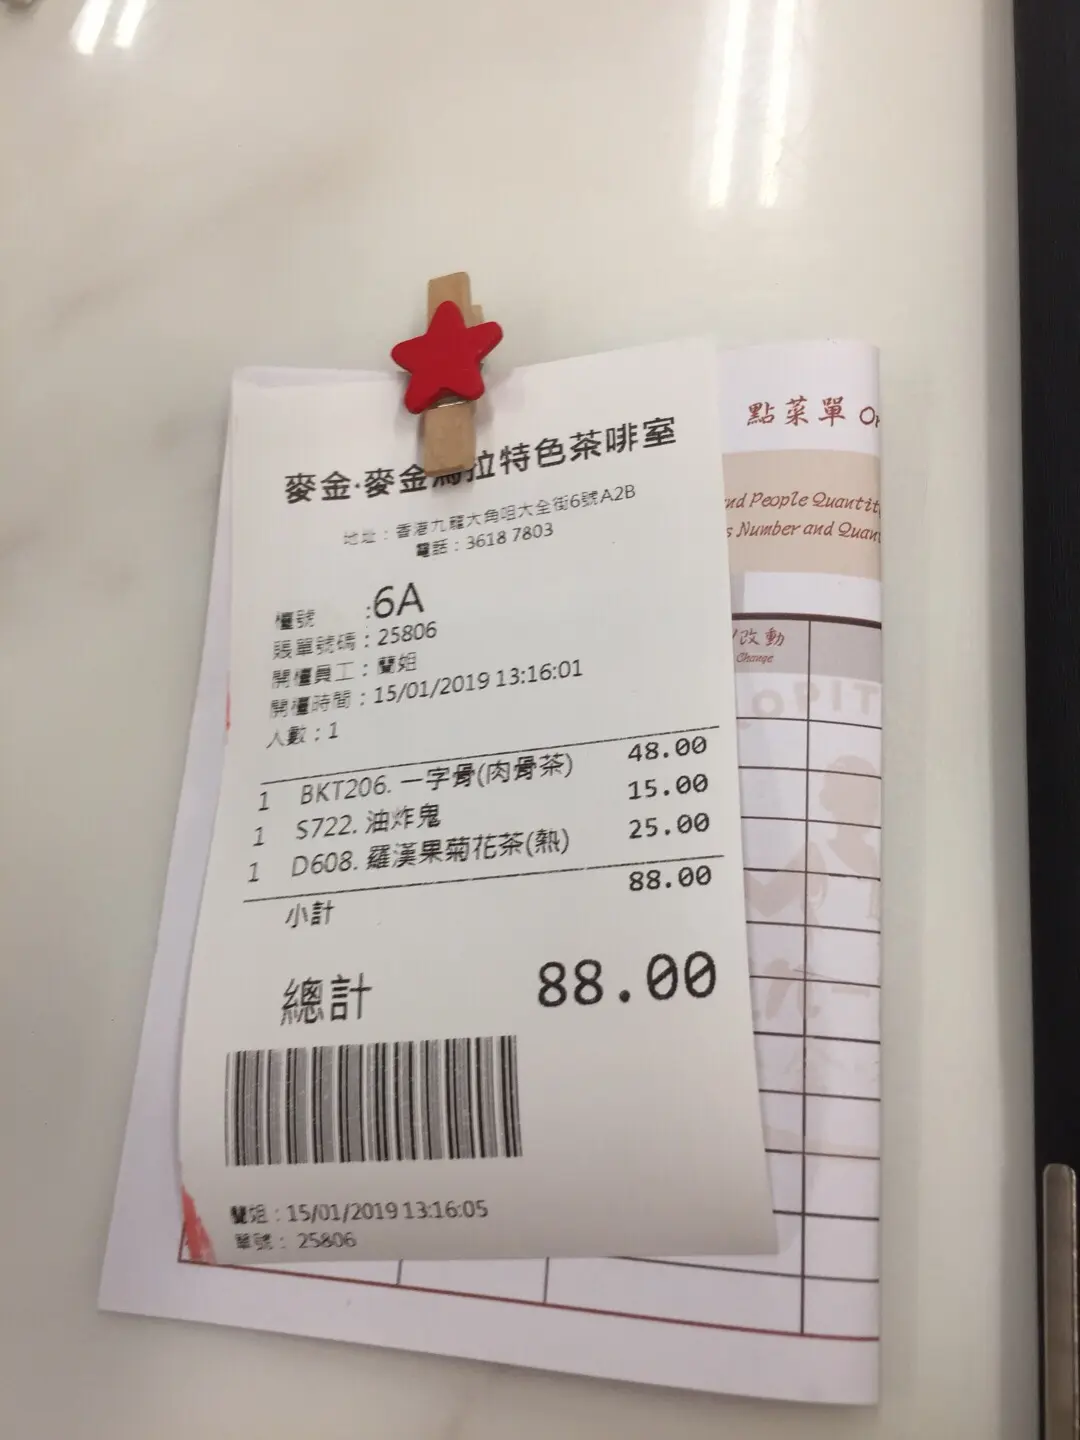 麥金·麥金馬拉特色茶啡室
地址：香港九龍大角咀大全街6號A2B
電話：3618 7803
檯號 :6A
賬單號碼：25806
開檯員工：蘭姐
開檯時間：15/01/2019 13:16:01
人數：1
1 BKT206. 一字骨(肉骨茶) 48.00
1 S722. 油炸鬼 15.00
1 D608. 羅漢果菊花茶(熱) 25.00
小計 88.00
總計 88.00
蘭姐：15/01/2019 13:16:05
單號： 25806
點菜單
People Quantity
Number and Quan
/改動
Change